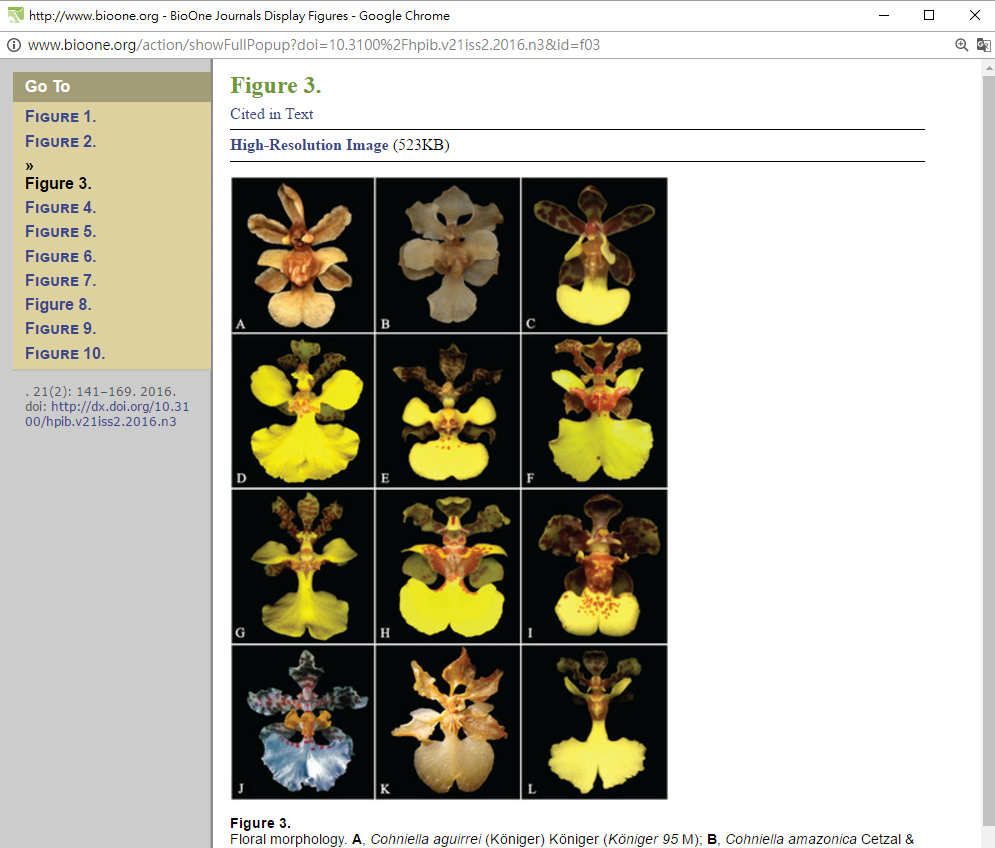 http://www.bioone.org - BioOne Journals Display Figures - Google Chrome
www.bioone.org/action/showFullPopup?doi=10.3100%2Fhpib.v21iss2.2016.n3&id=f03
Go To
FIGURE 1.
FIGURE 2.
»
Figure 3.
FIGURE 4.
FIGURE 5.
FIGURE 6.
FIGURE 7.
Figure 8.
FIGURE 9.
FIGURE 10.
. 21(2): 141–169. 2016.
doi: http://dx.doi.org/10.31
00/hpib.v21iss2.2016.n3
Figure 3.
Cited in Text
High-Resolution Image (523KB)
A B C
D E F
G H I
J K L
Figure 3.
Floral morphology. A, Cohniella aguirrei (Königer) Königer (Königer 95 M); B, Cohniella amazonica Cetzal &